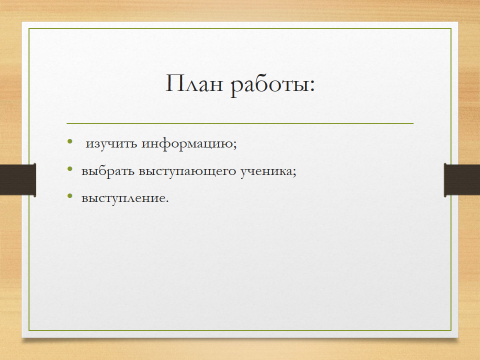 План работы:
• изучить информацию;
• выбрать выступающего ученика;
• выступление.